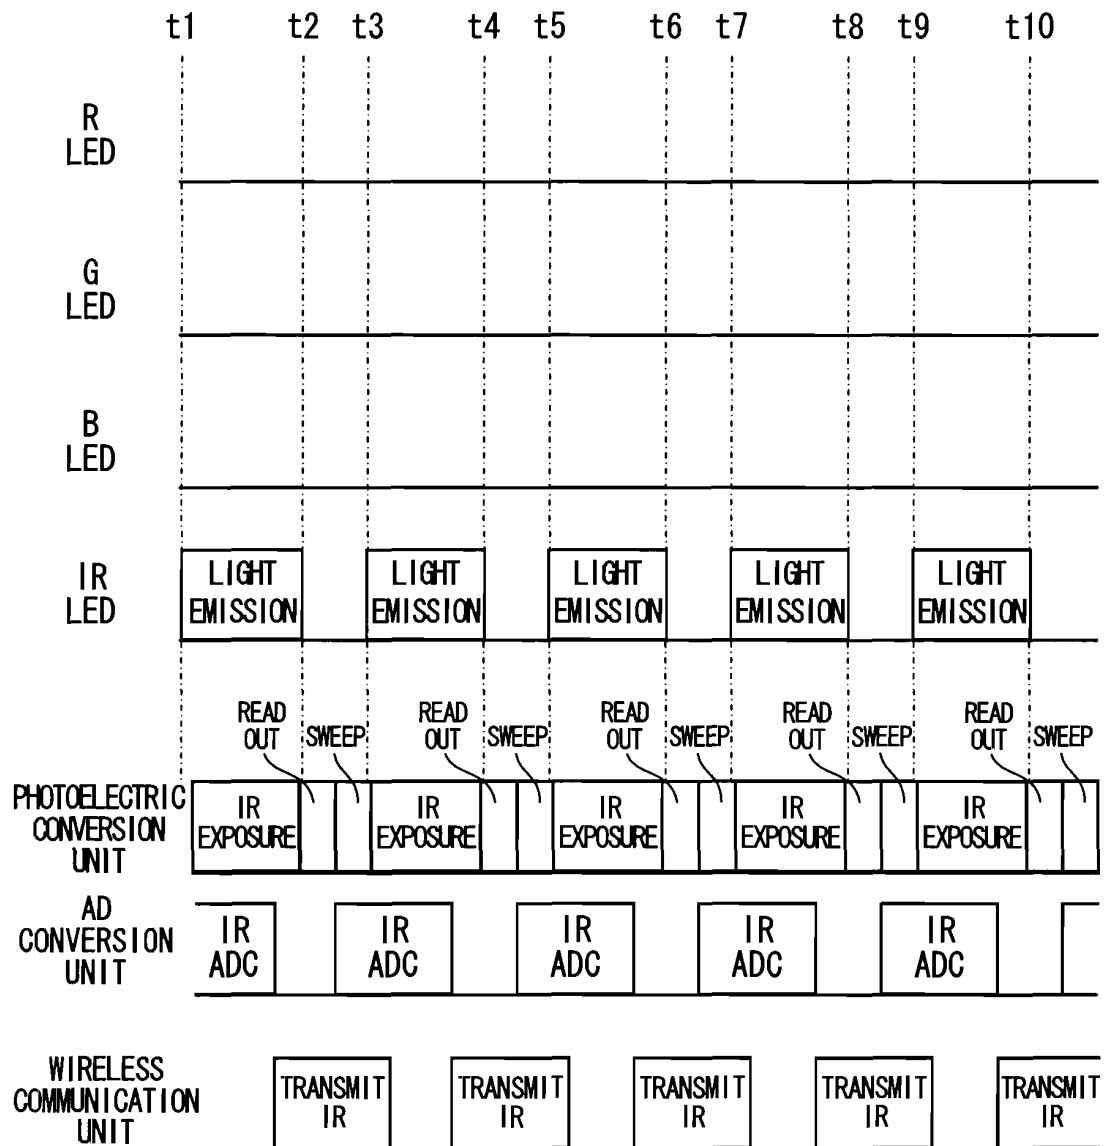 t1 t2 t3 t4 t5 t6 t7 t8 t9 t10
R
LED
G
LED
B
LED
IR
LED
LIGHT
EMISSION
LIGHT
EMISSION
LIGHT
EMISSION
LIGHT
EMISSION
LIGHT
EMISSION
READ
OUT
SWEEP
READ
OUT
SWEEP
READ
OUT
SWEEP
READ
OUT
SWEEP
READ
OUT
SWEEP
PHOTOELECTRIC
CONVERSION
UNIT
IR
EXPOSURE
IR
EXPOSURE
IR
EXPOSURE
IR
EXPOSURE
IR
EXPOSURE
AD
CONVERSION
UNIT
IR
ADC
IR
ADC
IR
ADC
IR
ADC
IR
ADC
WIRELESS
COMMUNICATION
UNIT
TRANSMIT
IR
TRANSMIT
IR
TRANSMIT
IR
TRANSMIT
IR
TRANSMIT
IR